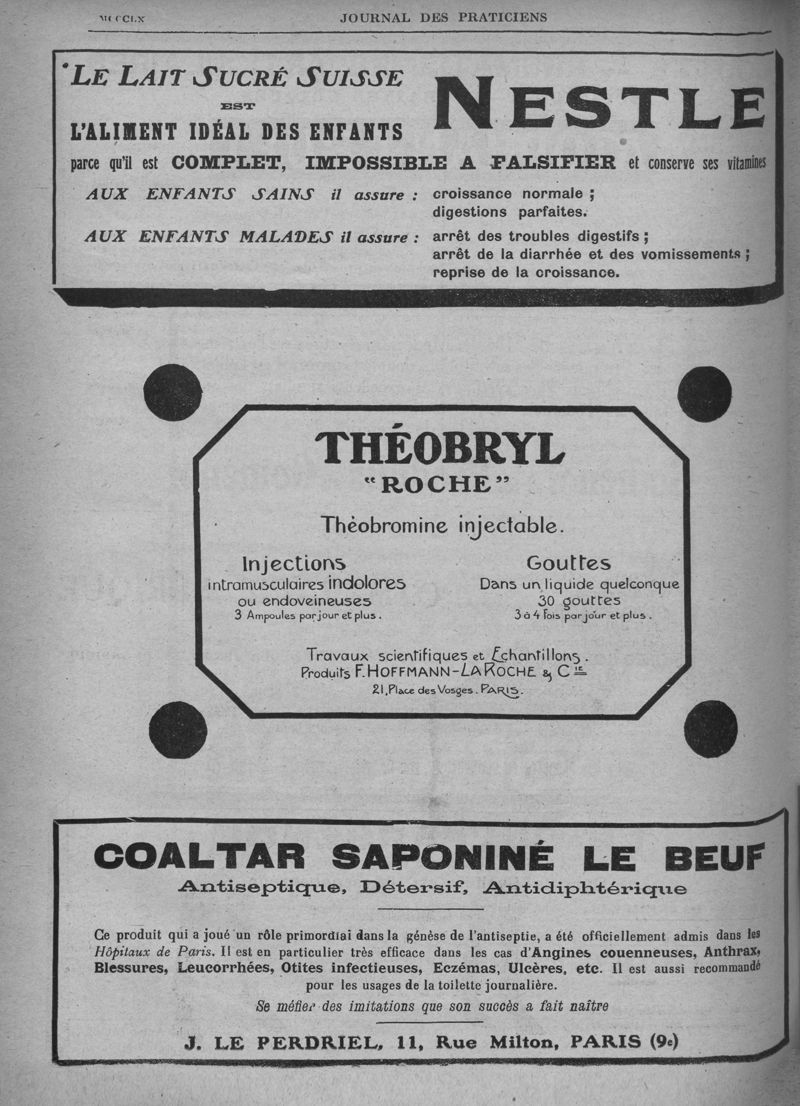 JOURNAL DES PRATICIENS
LE LAIT SUCRÉ SUISSE
EST
L'ALIMENT IDÉAL DES ENFANTS
NESTLE
parce qu'il est COMPLET, IMPOSSIBLE A FALSIFIER et conserve ses vitamines
AUX ENFANTS SAINS il assure : croissance normale ;
digestions parfaites.
AUX ENFANTS MALADES il assure : arrêt des troubles digestifs ;
arrêt de la diarrhée et des vomissements ;
reprise de la croissance.
THÉOBRYL
"ROCHE"
Théobromine injectable.
Injections
intramusculaires indolores
ou endoveineuses
3 Ampoules par jour et plus.
Gouttes
Dans un liquide quelconque
30 gouttes
3 à 4 fois par jour et plus.
Travaux scientifiques et Échantillons.
Produits F. HOFFMANN-LA ROCHE & Cie
21, Place des Vosges. PARIS.
COALTAR SAPONINÉ LE BEUF
Antiseptique, Détersif, Antidiphtérique
Ce produit qui a joué un rôle primordial dans la génèse de l'antiseptie, a été officiellement admis dans les
Hôpitaux de Paris. Il est en particulier très efficace dans les cas d'Angines couenneuses, Anthrax,
Blessures, Leucorrhées, Otites infectieuses, Eczémas, Ulcères, etc. Il est aussi recommandé
pour les usages de la toilette journalière.
Se méfier des imitations que son succès a fait naître
J. LE PERDRIEL, 11, Rue Milton, PARIS (9e)